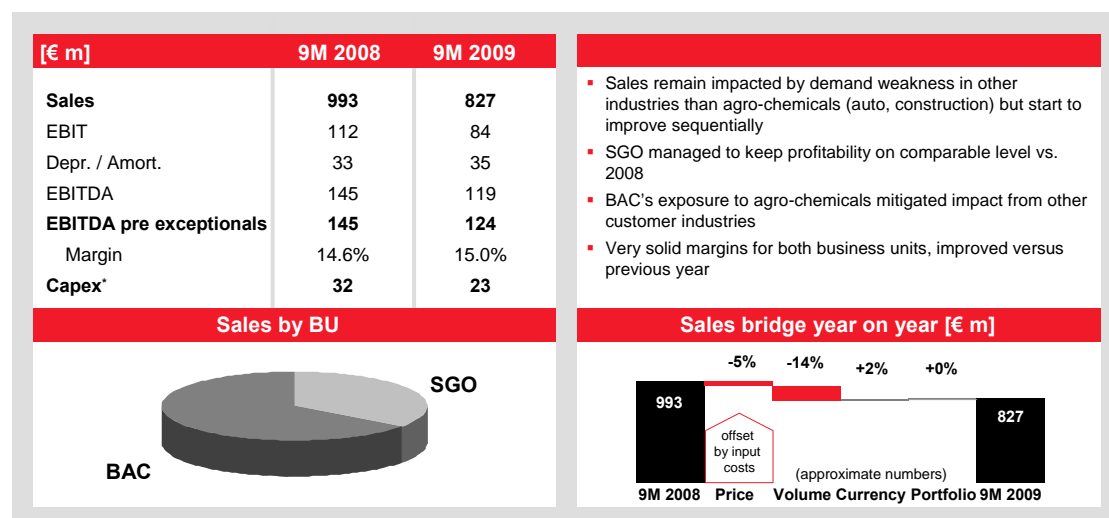 [€ m] 9M 2008 9M 2009
Sales 993 827
EBIT 112 84
Depr. / Amort. 33 35
EBITDA 145 119
EBITDA pre exceptionals 145 124
Margin 14.6% 15.0%
Capex* 32 23
▪ Sales remain impacted by demand weakness in other
industries than agro-chemicals (auto, construction) but start to
improve sequentially
▪ SGO managed to keep profitability on comparable level vs.
2008
▪ BAC's exposure to agro-chemicals mitigated impact from other
customer industries
▪ Very solid margins for both business units, improved versus
previous year
Sales by BU
SGO
BAC
Sales bridge year on year [€ m]
-5% -14% +2% +0%
993
827
offset
by input
costs
(approximate numbers)
9M 2008 Price Volume Currency Portfolio 9M 2009